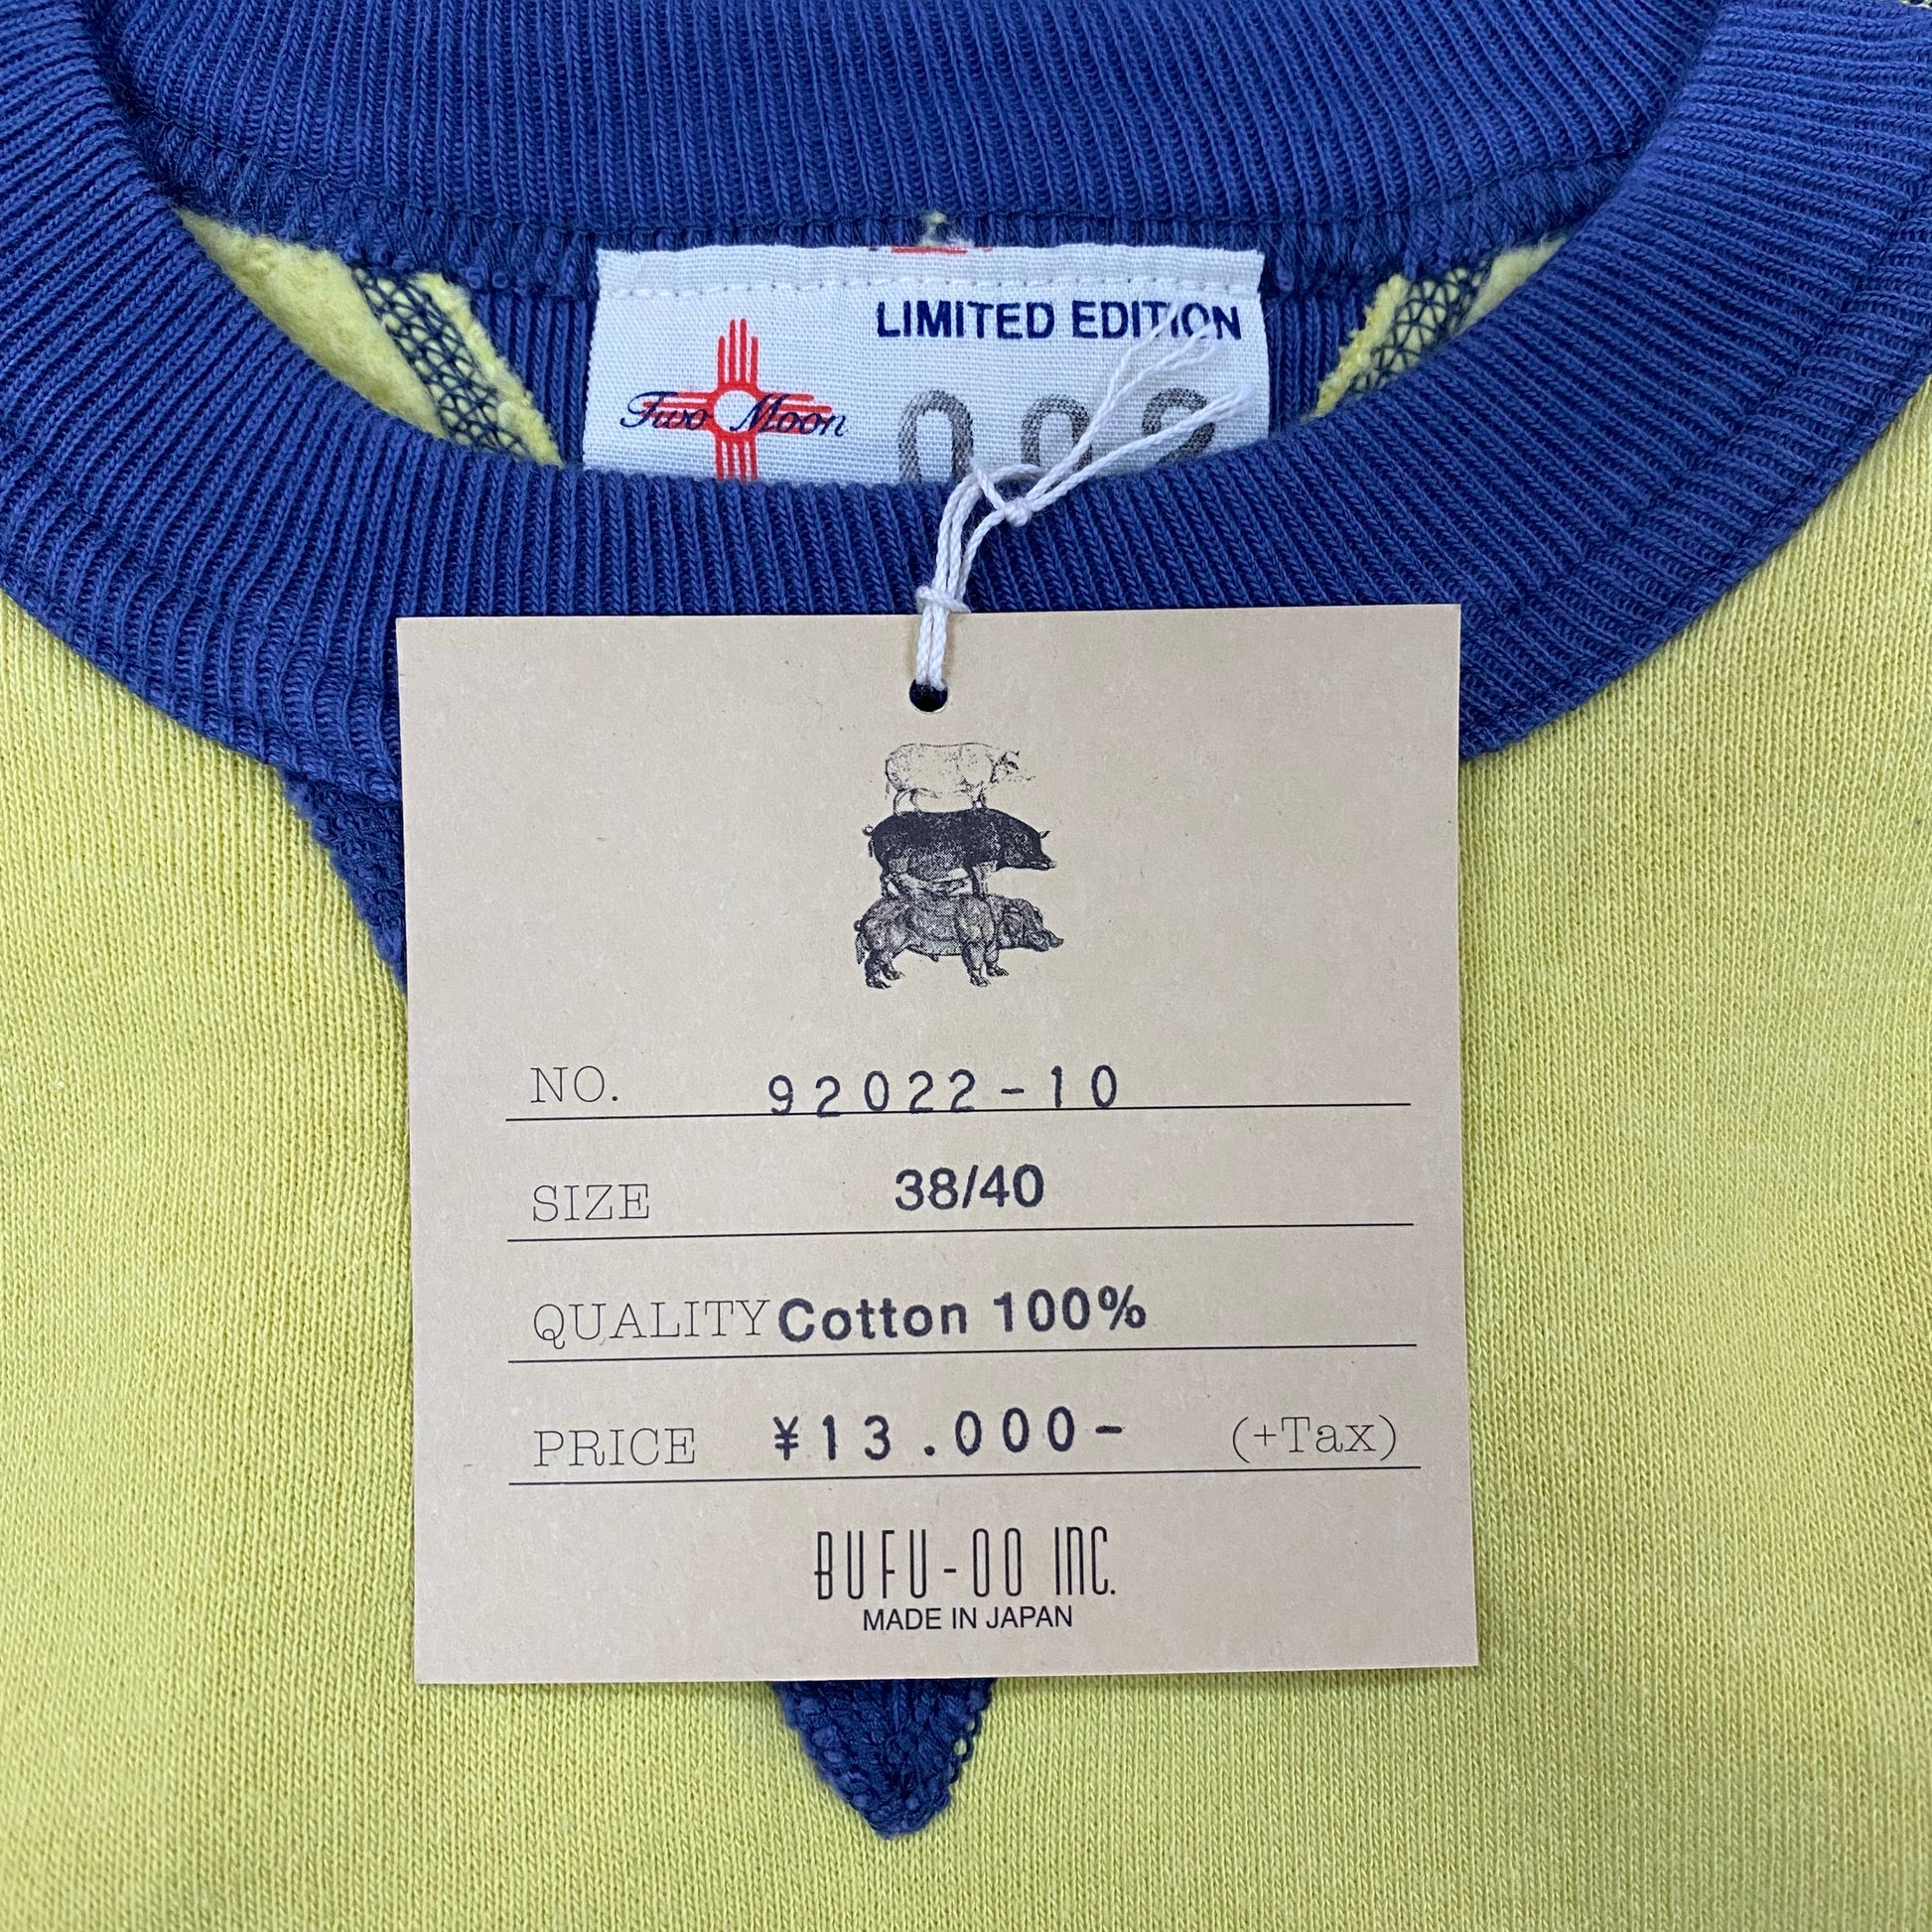 LIMITED EDITION
Two Moon
NO. 92022-10
SIZE 38/40
QUALITY Cotton 100%
PRICE ¥13.000- (+Tax)
BUFU-OO INC.
MADE IN JAPAN